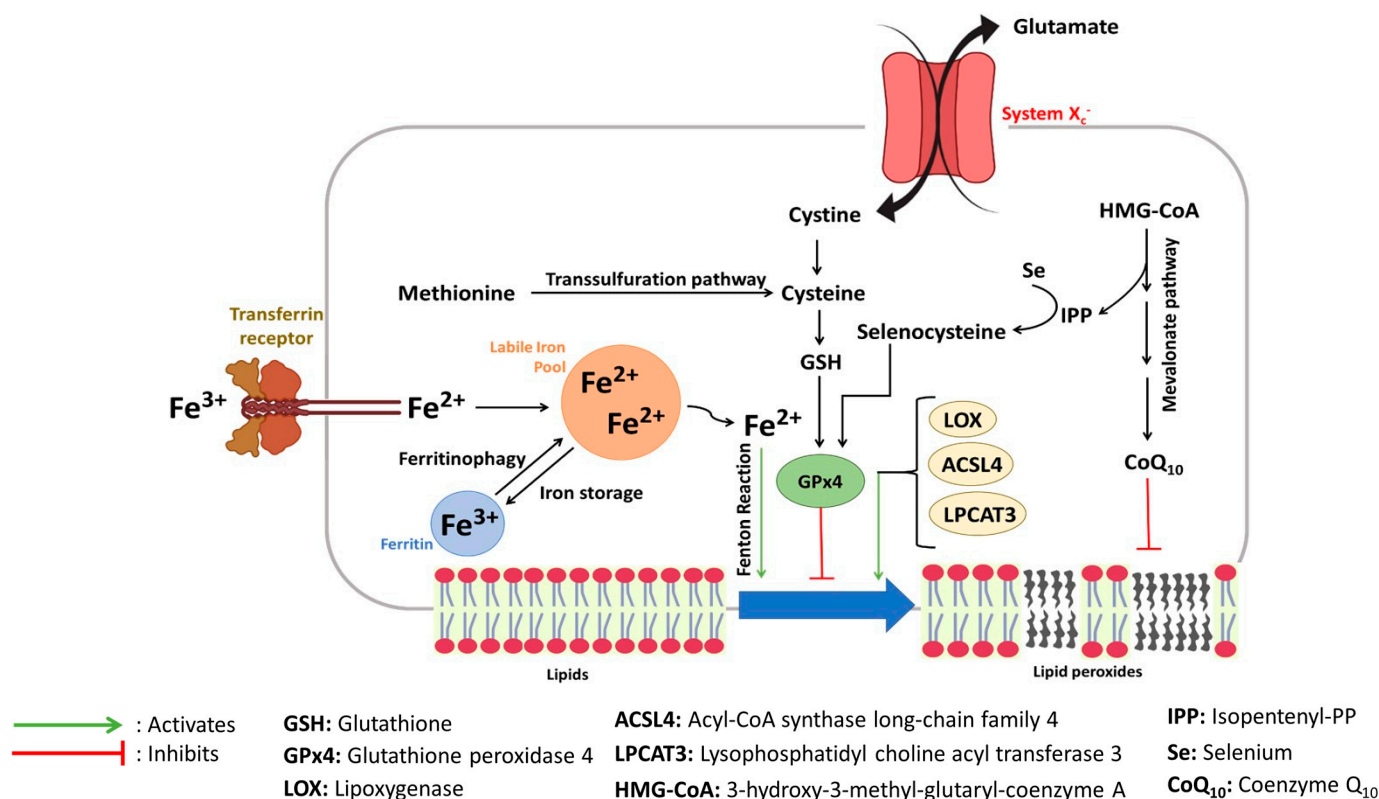 Glutamate
System Xc-
Cystine
HMG-CoA
Mevalonate pathway
Se
IPP
Methionine
Transsulfuration pathway
Cysteine
Selenocysteine
GSH
Transferrin
receptor
Labile Iron
Pool
Fe3+
Fe2+
Fe2+
Fe2+
Fe2+
Fenton Reaction
LOX
ACSL4
LPCAT3
CoQ10
GPx4
Ferritinophagy
Iron storage
Fe3+
Ferritin
Lipids
Lipid peroxides
: Activates
: Inhibits
GSH: Glutathione
GPx4: Glutathione peroxidase 4
LOX: Lipoxygenase
ACSL4: Acyl-CoA synthase long-chain family 4
LPCAT3: Lysophosphatidyl choline acyl transferase 3
HMG-CoA: 3-hydroxy-3-methyl-glutaryl-coenzyme A
IPP: Isopentenyl-PP
Se: Selenium
CoQ10: Coenzyme Q10